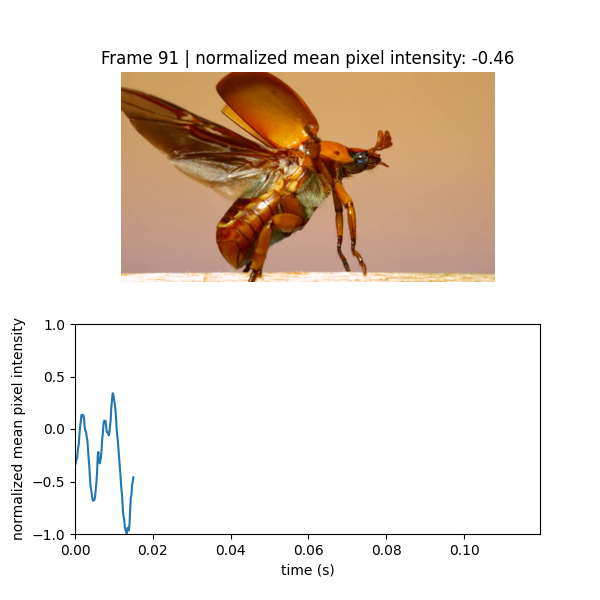 Frame 91 | normalized mean pixel intensity: -0.46
1.0
0.5
0.0
−0.5
−1.0
normalized mean pixel intensity
0.00 0.02 0.04 0.06 0.08 0.10
time (s)